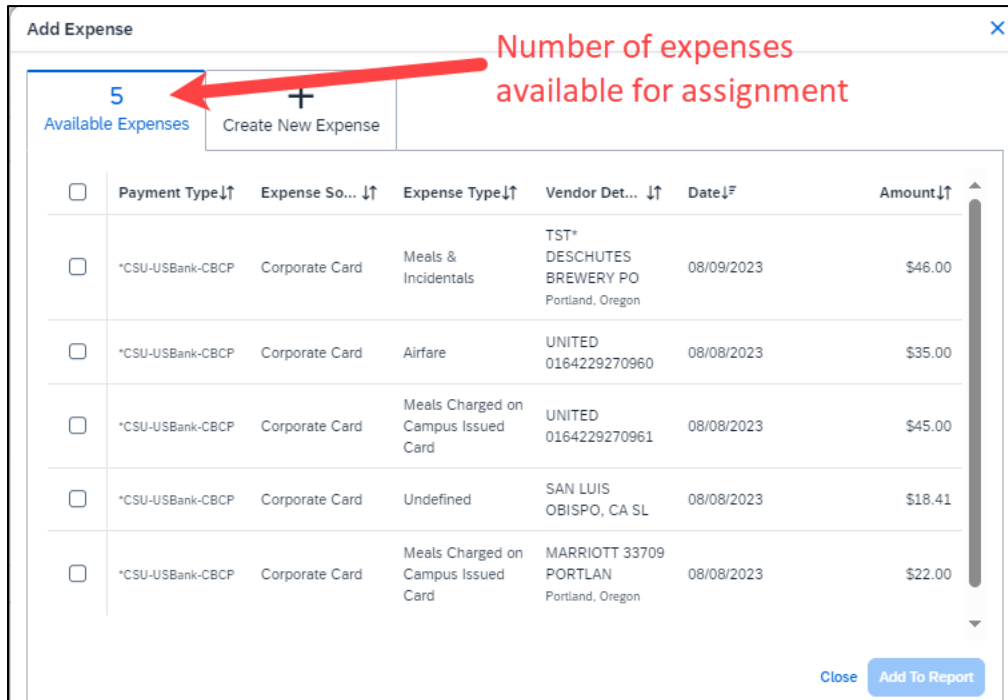 Add Expense
Number of expenses
available for assignment
5
Available Expenses
Create New Expense
Payment Type Expense So... Expense Type Vendor Det... Date Amount
TST*
DESCHUTES
BREWERY PO
Portland, Oregon
*CSU-USBank-CBCP Corporate Card Meals &
Incidentals
08/09/2023 $46.00
*CSU-USBank-CBCP Corporate Card Airfare UNITED
0164229270960
08/08/2023 $35.00
*CSU-USBank-CBCP Corporate Card Meals Charged on
Campus Issued
Card
UNITED
0164229270961
08/08/2023 $45.00
*CSU-USBank-CBCP Corporate Card Undefined SAN LUIS
OBISPO, CA SL
08/08/2023 $18.41
*CSU-USBank-CBCP Corporate Card Meals Charged on
Campus Issued
Card
MARRIOTT 33709
PORTLAN
Portland, Oregon
08/08/2023 $22.00
Close Add To Report